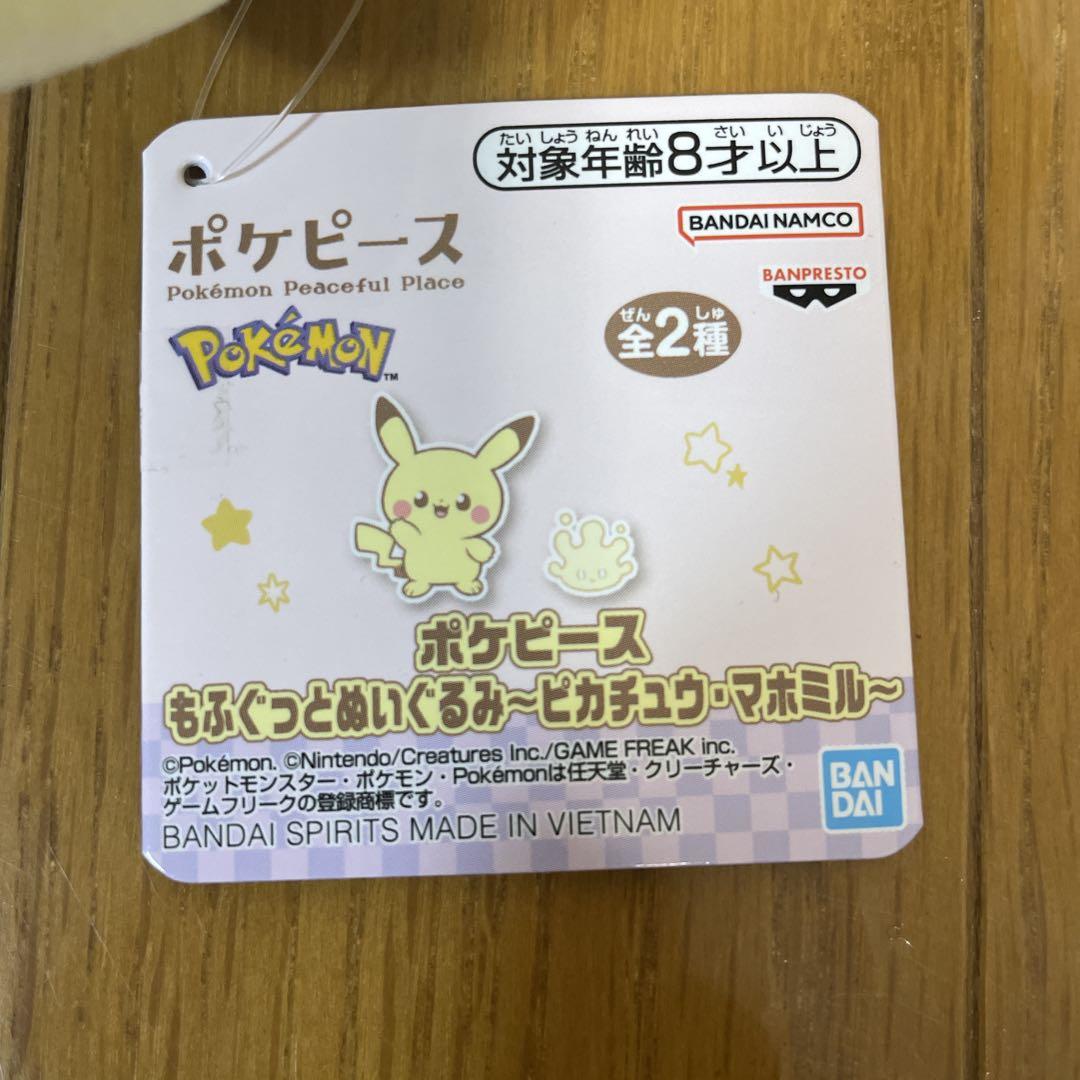 たいしょうねんれい さい いじょう
対象年齢8才以上
BANDAI NAMCO
ポケピース
Pokémon Peaceful Place
BANPRESTO
POKéMON™
ぜん しゅ
全2種
ポケピース
もふぐっとぬいぐるみ～ピカチュウ・マホミル～
©Pokémon. ©Nintendo/Creatures Inc./GAME FREAK inc.
ポケットモンスター・ポケモン・Pokémonは任天堂・クリーチャーズ・
ゲームフリークの登録商標です。
BANDAI SPIRITS MADE IN VIETNAM
BAN
DAI